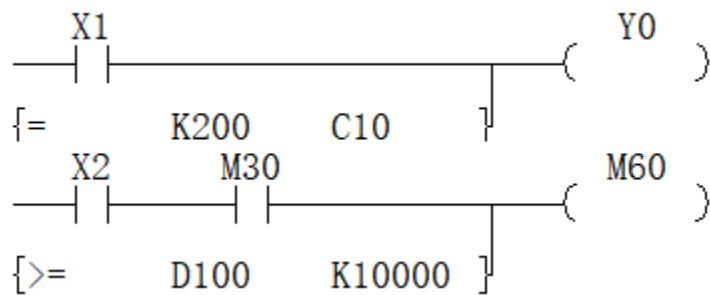 X1 Y0
{= K200 C10 }
X2 M30 M60
{>= D100 K10000 }